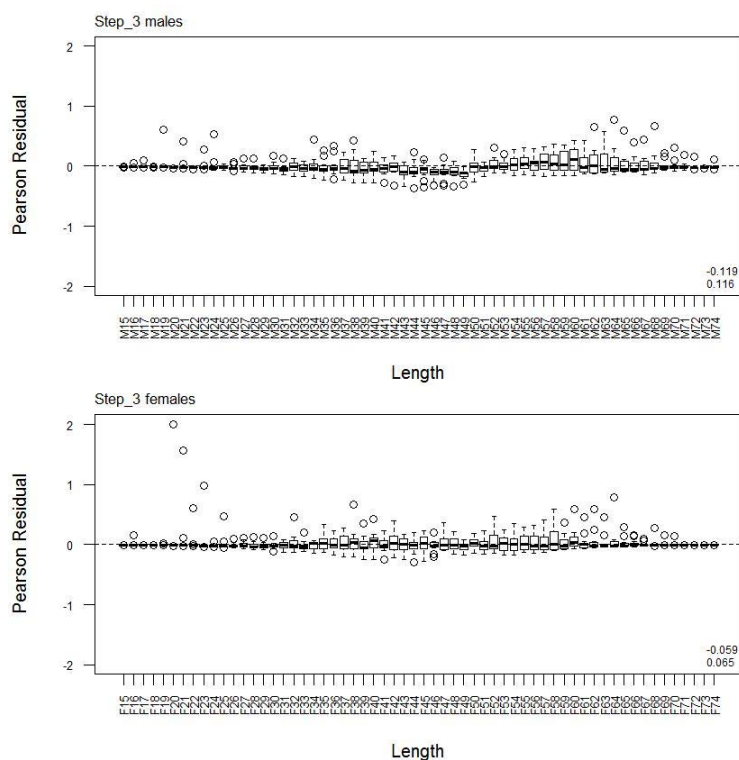 Step_3 males
Pearson Residual
2
1
0
-1
-2
-0.119
0.116
M15 M16 M17 M18 M19 M20 M21 M22 M23 M24 M25 M26 M27 M28 M29 M30 M31 M32 M33 M34 M35 M36 M37 M38 M39 M40 M41 M42 M43 M44 M45 M46 M47 M48 M49 M50 M51 M52 M53 M54 M55 M56 M57 M58 M59 M60 M61 M62 M63 M64 M65 M66 M67 M68 M69 M70 M71 M72 M73 M74
Length
Step_3 females
Pearson Residual
2
1
0
-1
-2
-0.059
0.065
F15 F16 F17 F18 F19 F20 F21 F22 F23 F24 F25 F26 F27 F28 F29 F30 F31 F32 F33 F34 F35 F36 F37 F38 F39 F40 F41 F42 F43 F44 F45 F46 F47 F48 F49 F50 F51 F52 F53 F54 F55 F56 F57 F58 F59 F60 F61 F62 F63 F64 F65 F66 F67 F68 F69 F70 F71 F72 F73 F74
Length